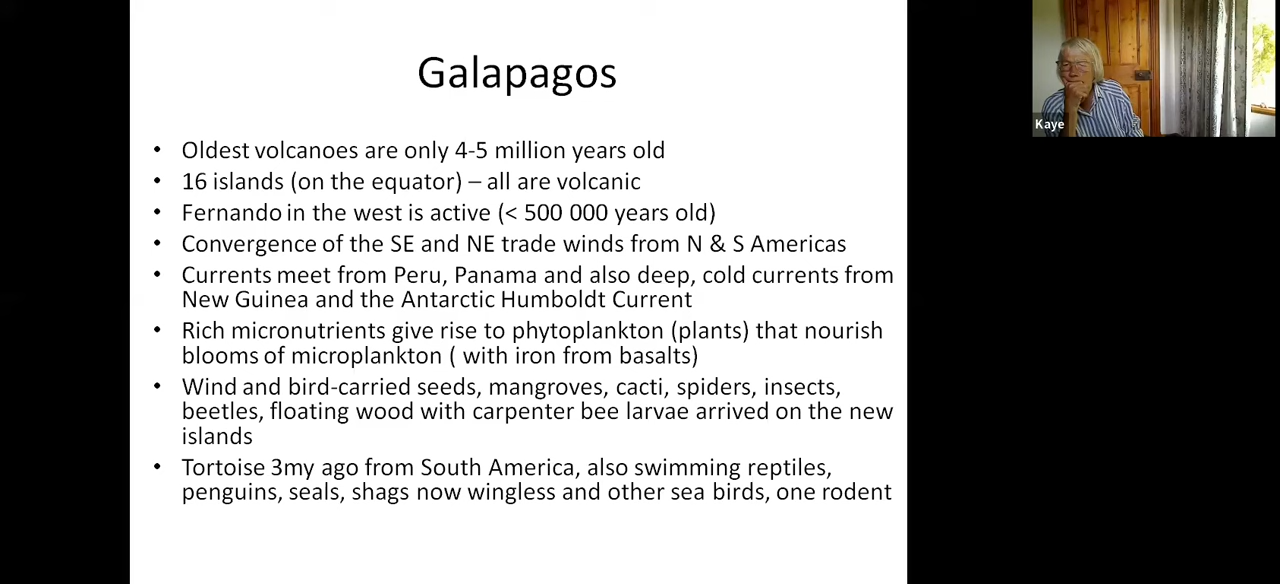 Galapagos
• Oldest volcanoes are only 4-5 million years old
• 16 islands (on the equator) – all are volcanic
• Fernando in the west is active (< 500 000 years old)
• Convergence of the SE and NE trade winds from N & S Americas
• Currents meet from Peru, Panama and also deep, cold currents from
New Guinea and the Antarctic Humboldt Current
• Rich micronutrients give rise to phytoplankton (plants) that nourish
blooms of microplankton ( with iron from basalts)
• Wind and bird-carried seeds, mangroves, cacti, spiders, insects,
beetles, floating wood with carpenter bee larvae arrived on the new
islands
• Tortoise 3my ago from South America, also swimming reptiles,
penguins, seals, shags now wingless and other sea birds, one rodent
Kaye